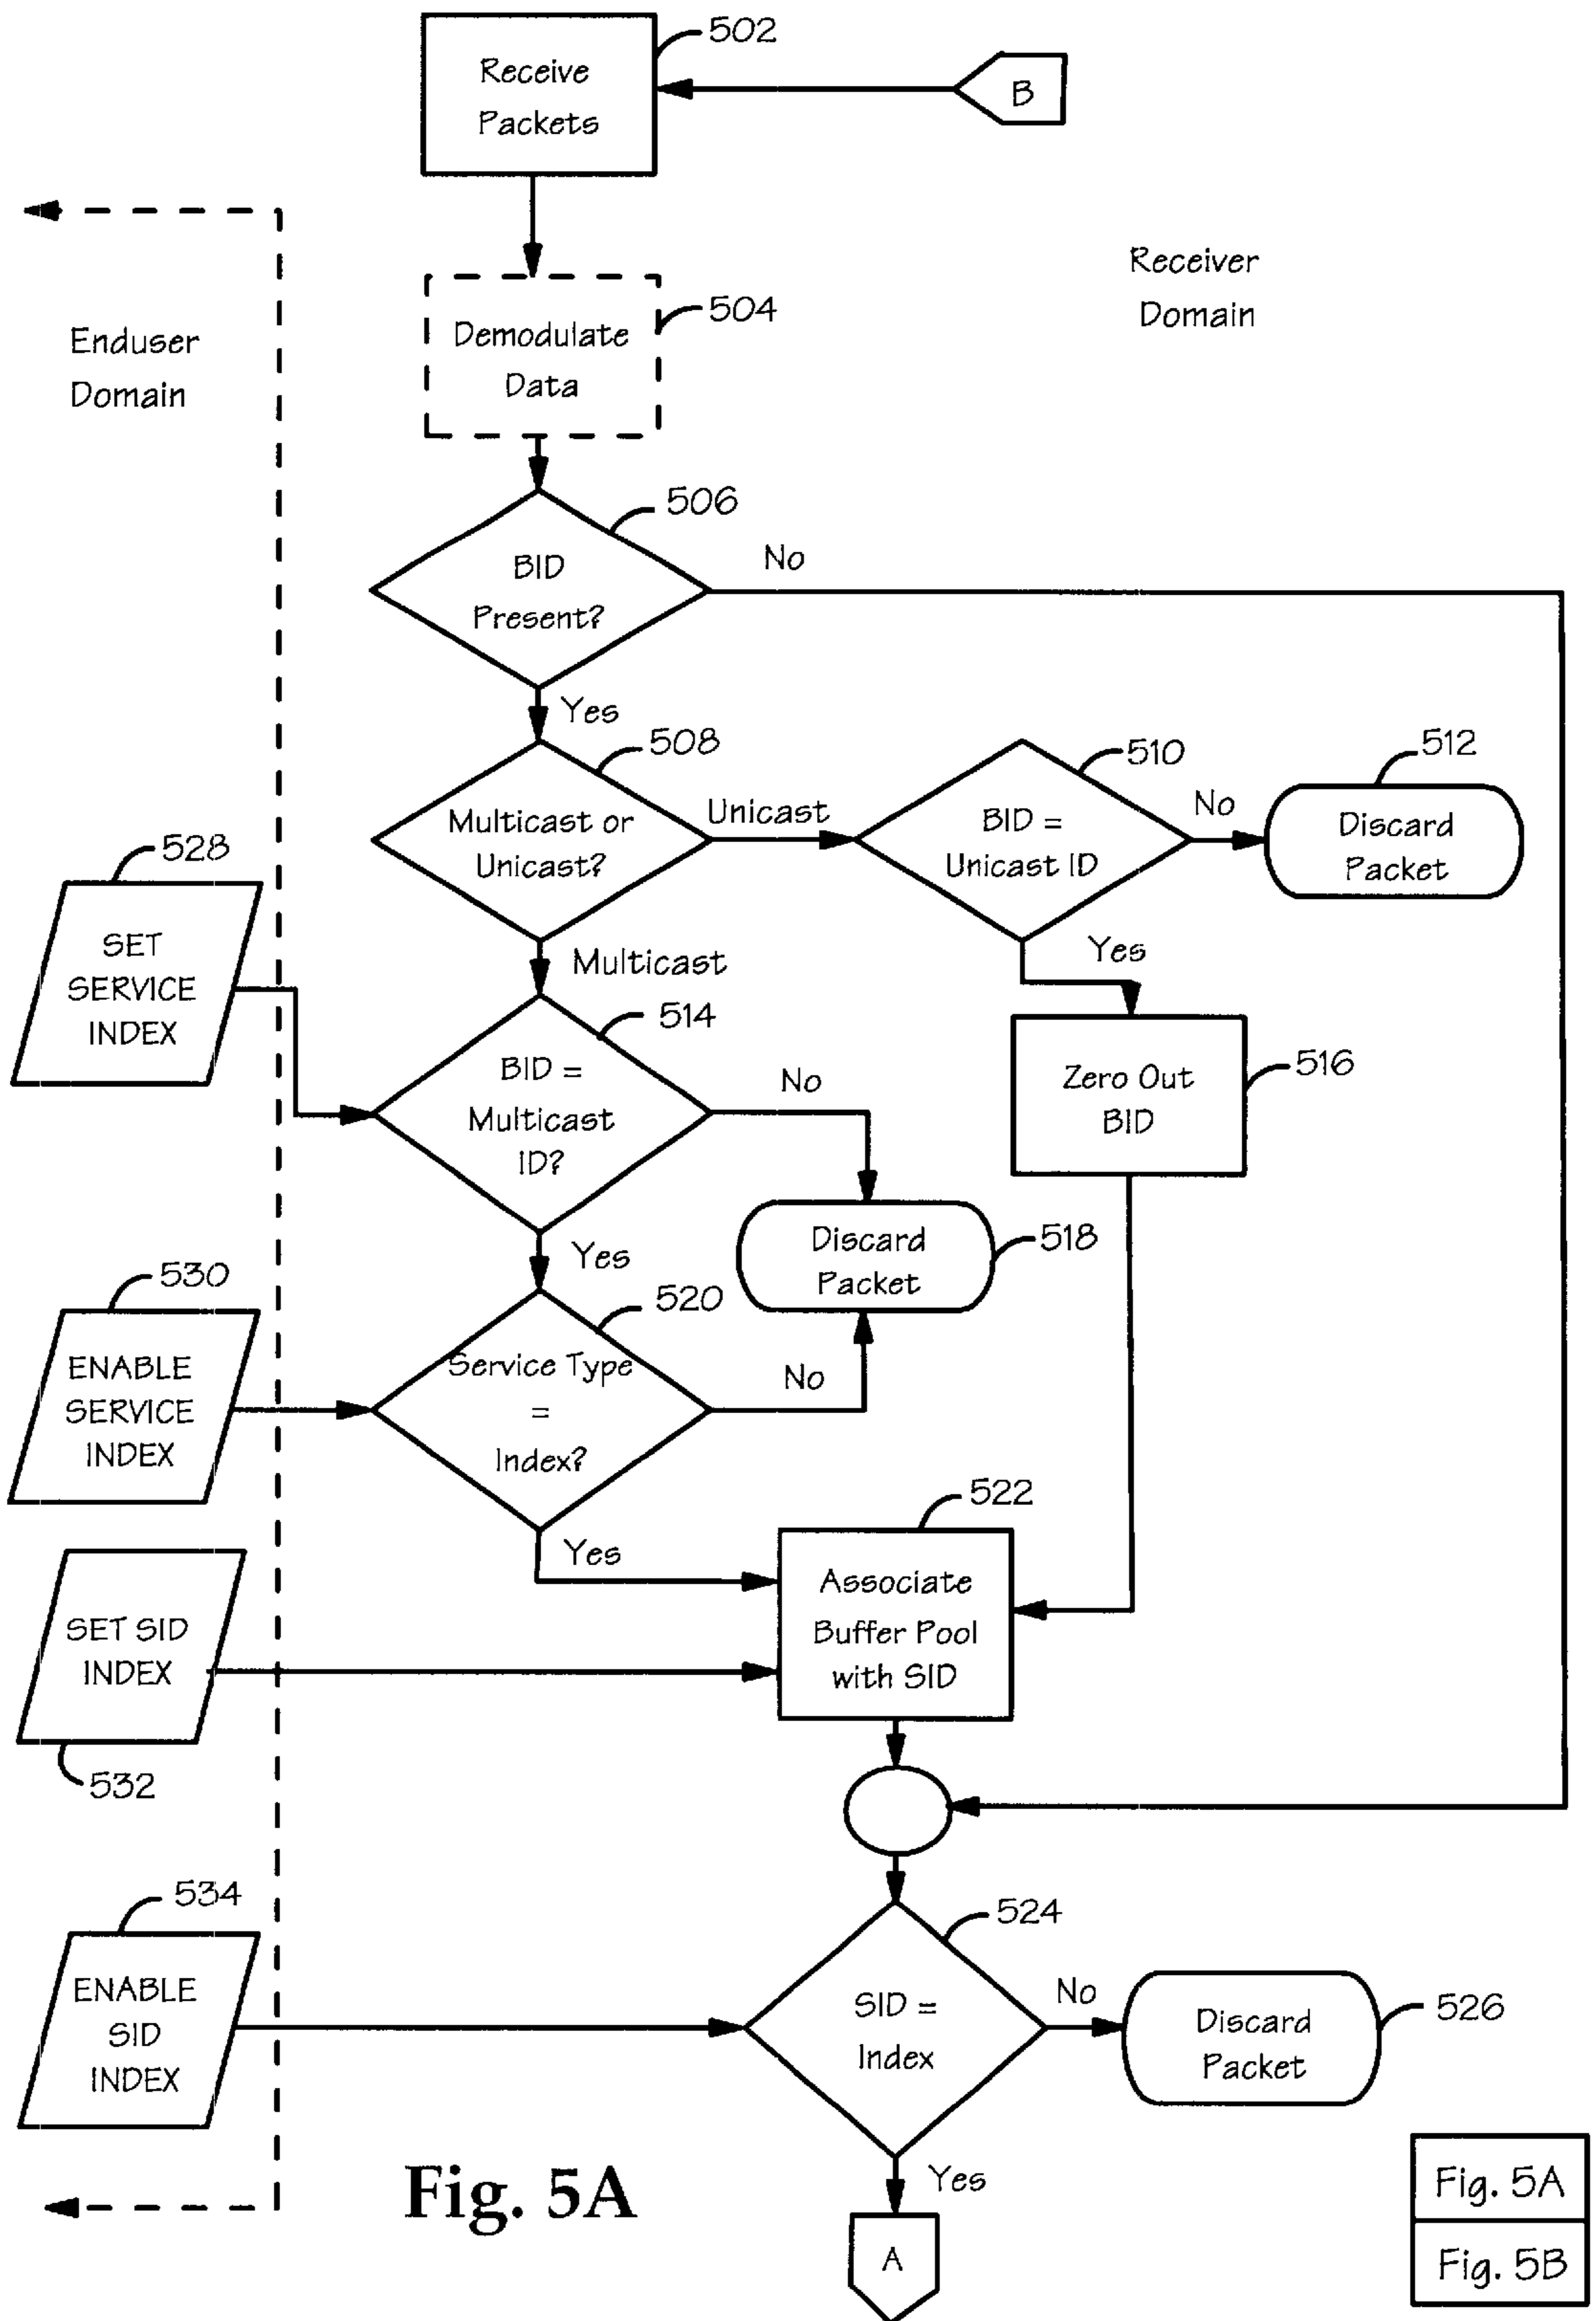 502
Receive
Packets
B
Receiver
Domain
504
Demodulate
Data
Enduser
Domain
506
BID
Present?
No
Yes
508
Multicast or
Unicast?
Unicast
510
BID =
Unicast ID
No
512
Discard
Packet
528
SET
SERVICE
INDEX
Multicast
Yes
514
BID =
Multicast
ID?
No
516
Zero Out
BID
518
Discard
Packet
Yes
530
ENABLE
SERVICE
INDEX
520
Service Type
=
Index?
No
Yes
522
Associate
Buffer Pool
with SID
SET SID
INDEX
532
534
ENABLE
SID
INDEX
524
SID =
Index
No
526
Discard
Packet
Yes
A
Fig. 5A
Fig. 5A
Fig. 5B